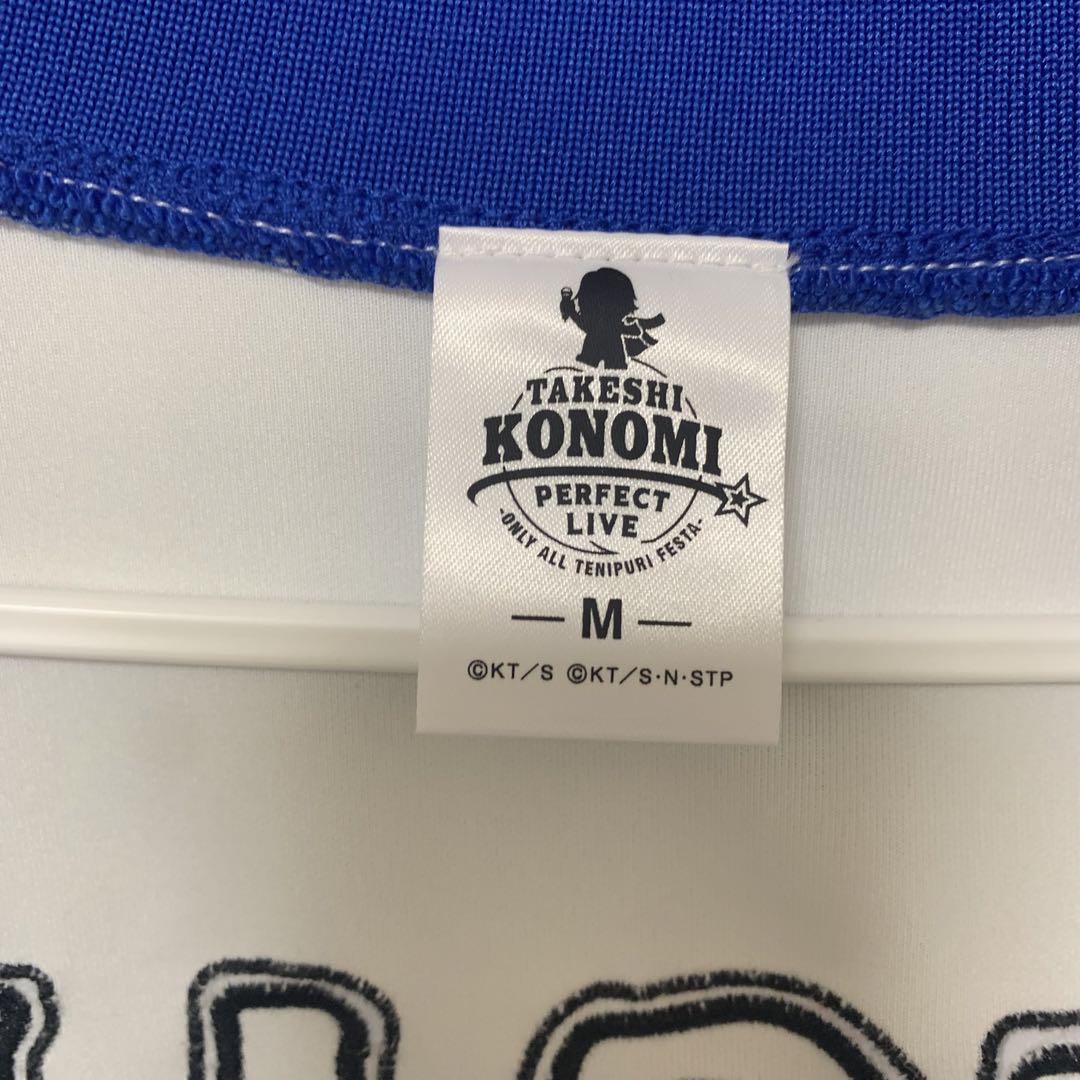 TAKESHI
KONOMI
PERFECT
LIVE
-ONLY ALL TENIPURI FESTA-
— M —
©KT/S ©KT/S·N·STP